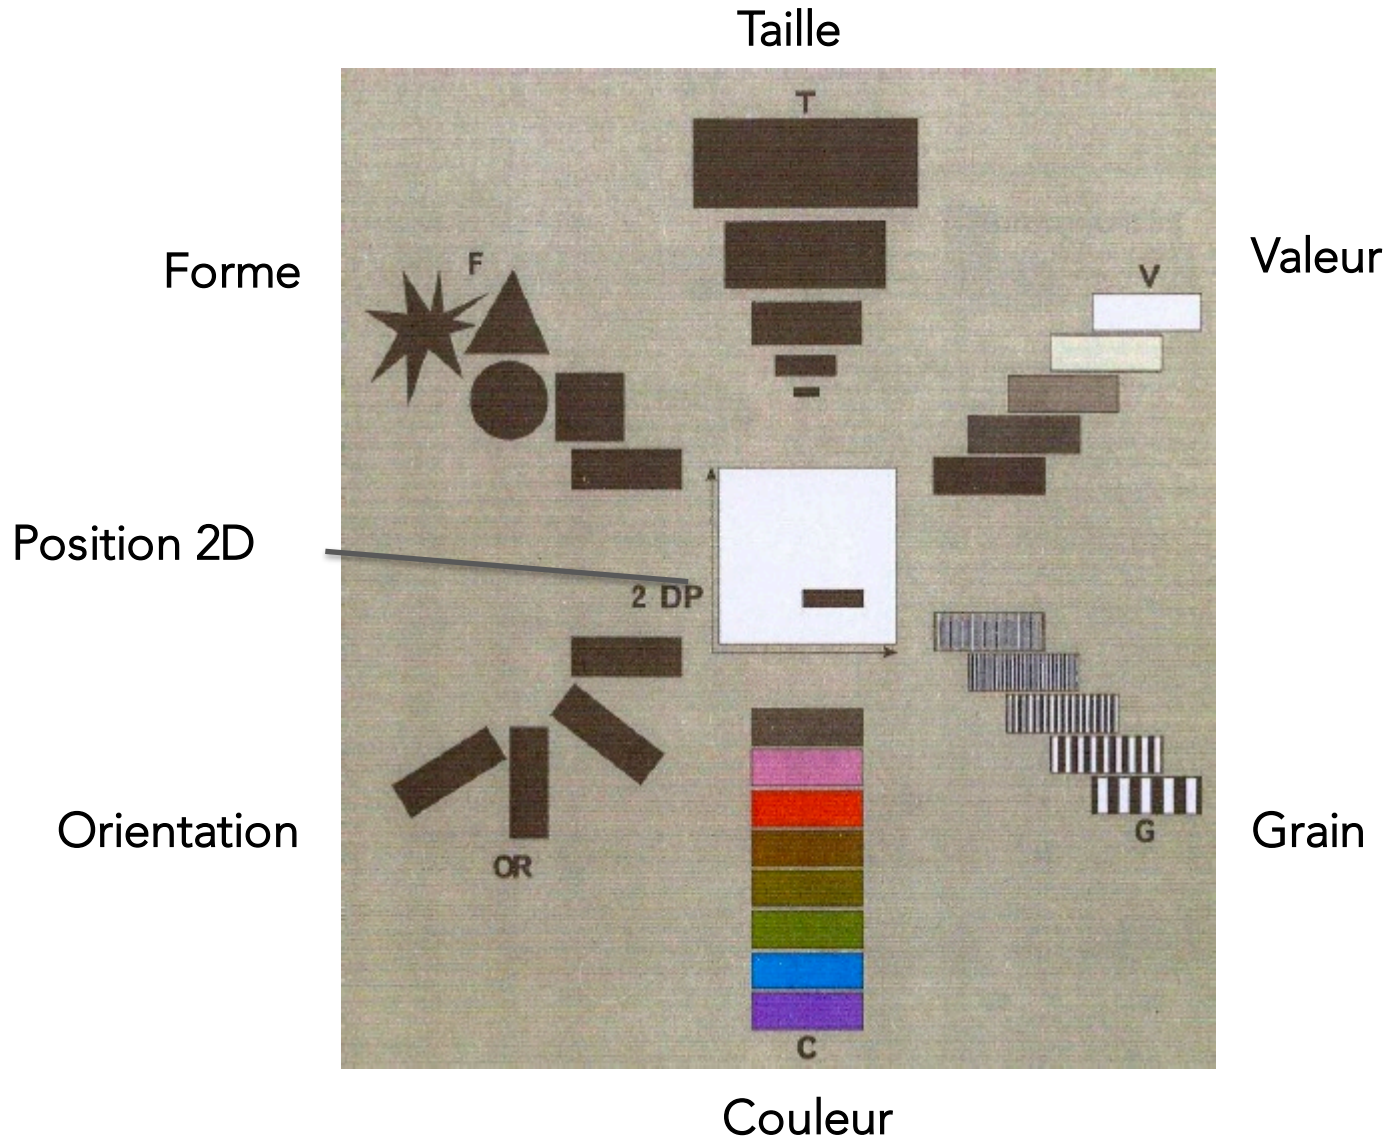 Taille
T
Forme
F
Valeur
V
Position 2D
2 DP
Orientation
OR
Grain
G
C
Couleur